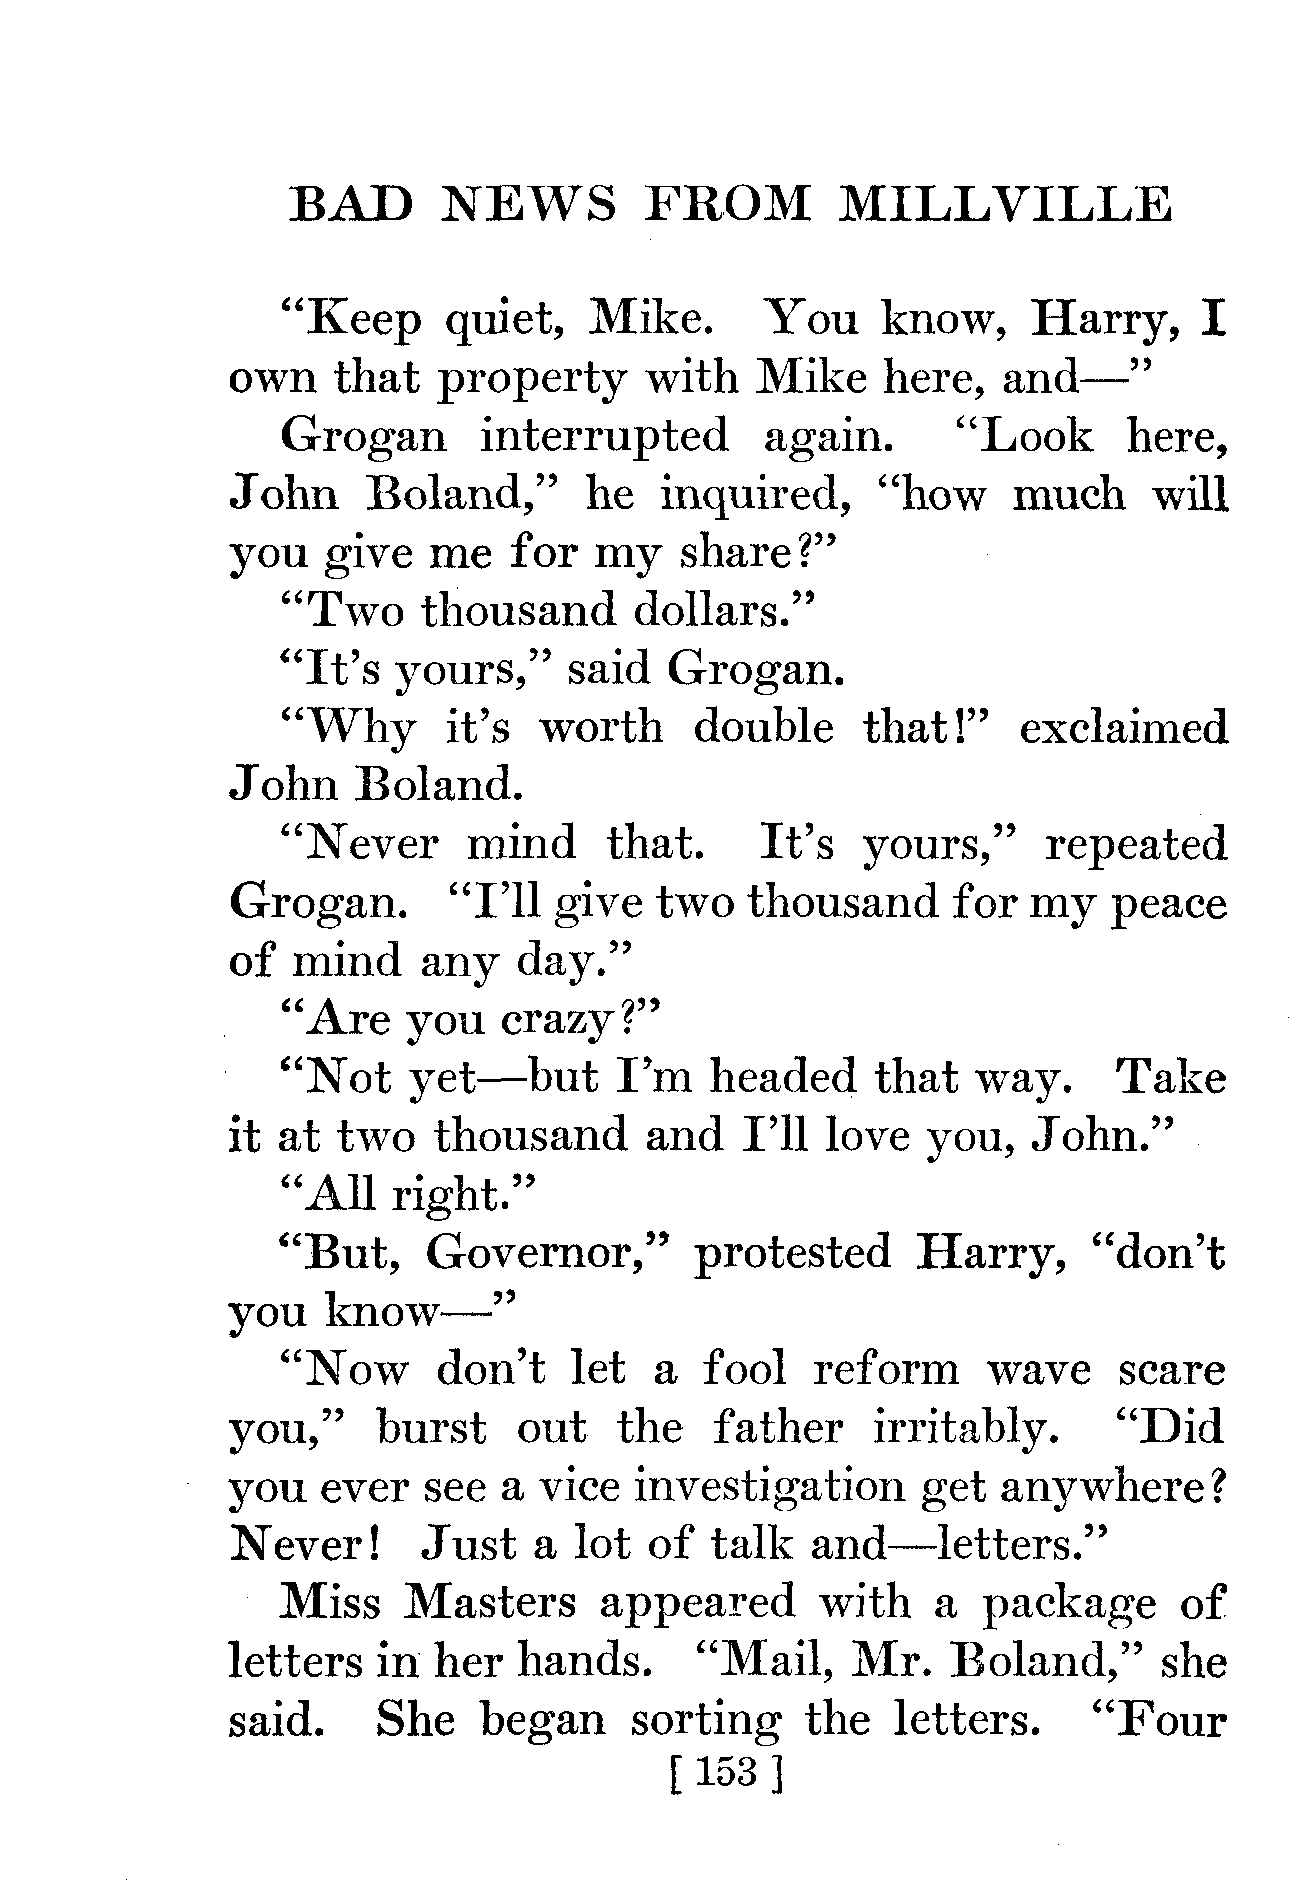 BAD NEWS FROM MILLVILLE
“Keep quiet, Mike. You know, Harry, I
own that property with Mike here, and—”
Grogan interrupted again. “Look here,
John Boland,” he inquired, “how much will
you give me for my share?”
“Two thousand dollars.”
“It’s yours,” said Grogan.
“Why it’s worth double that!” exclaimed
John Boland.
“Never mind that. It’s yours,” repeated
Grogan. “I’ll give two thousand for my peace
of mind any day.”
“Are you crazy?”
“Not yet—but I’m headed that way. Take
it at two thousand and I’ll love you, John.”
“All right.”
“But, Governor,” protested Harry, “don’t
you know—”
“Now don’t let a fool reform wave scare
you,” burst out the father irritably. “Did
you ever see a vice investigation get anywhere?
Never! Just a lot of talk and—letters.”
Miss Masters appeared with a package of
letters in her hands. “Mail, Mr. Boland,” she
said. She began sorting the letters. “Four
[ 153 ]